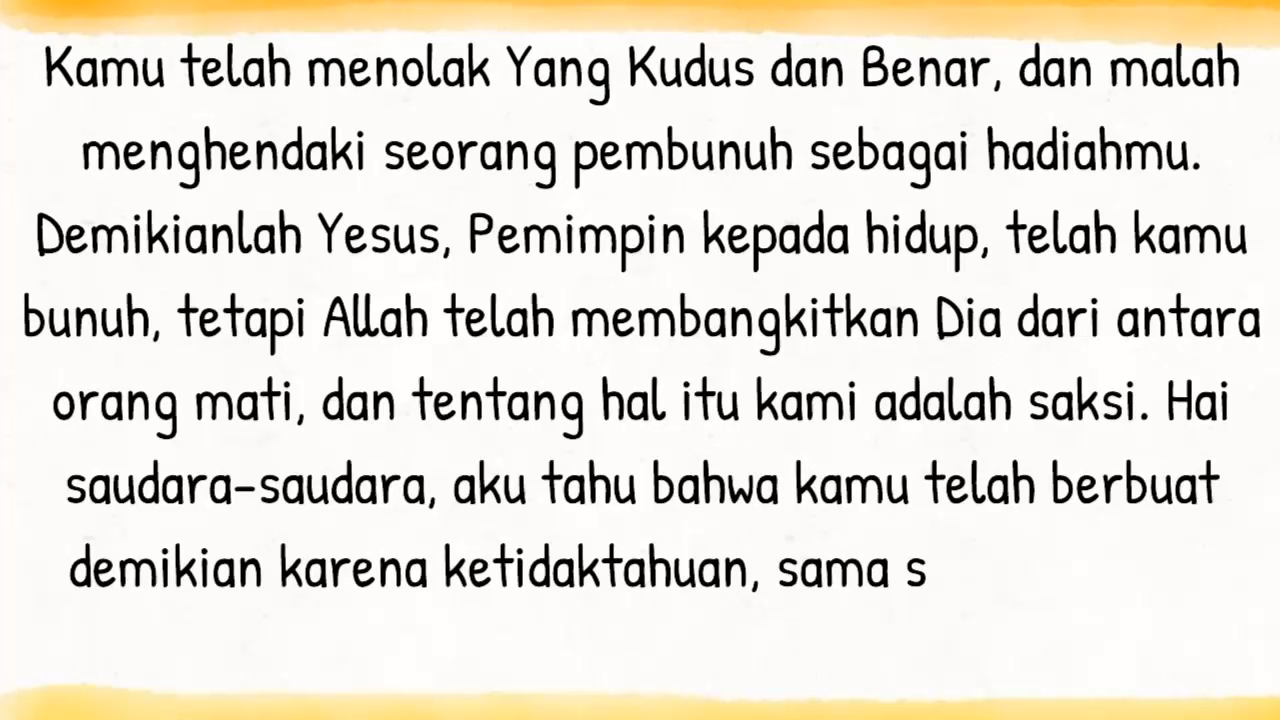 Kamu telah menolak Yang Kudus dan Benar, dan malah
menghendaki seorang pembunuh sebagai hadiahmu.
Demikianlah Yesus, Pemimpin kepada hidup, telah kamu
bunuh, tetapi Allah telah membangkitkan Dia dari antara
orang mati, dan tentang hal itu kami adalah saksi. Hai
saudara-saudara, aku tahu bahwa kamu telah berbuat
demikian karena ketidaktahuan, sama s